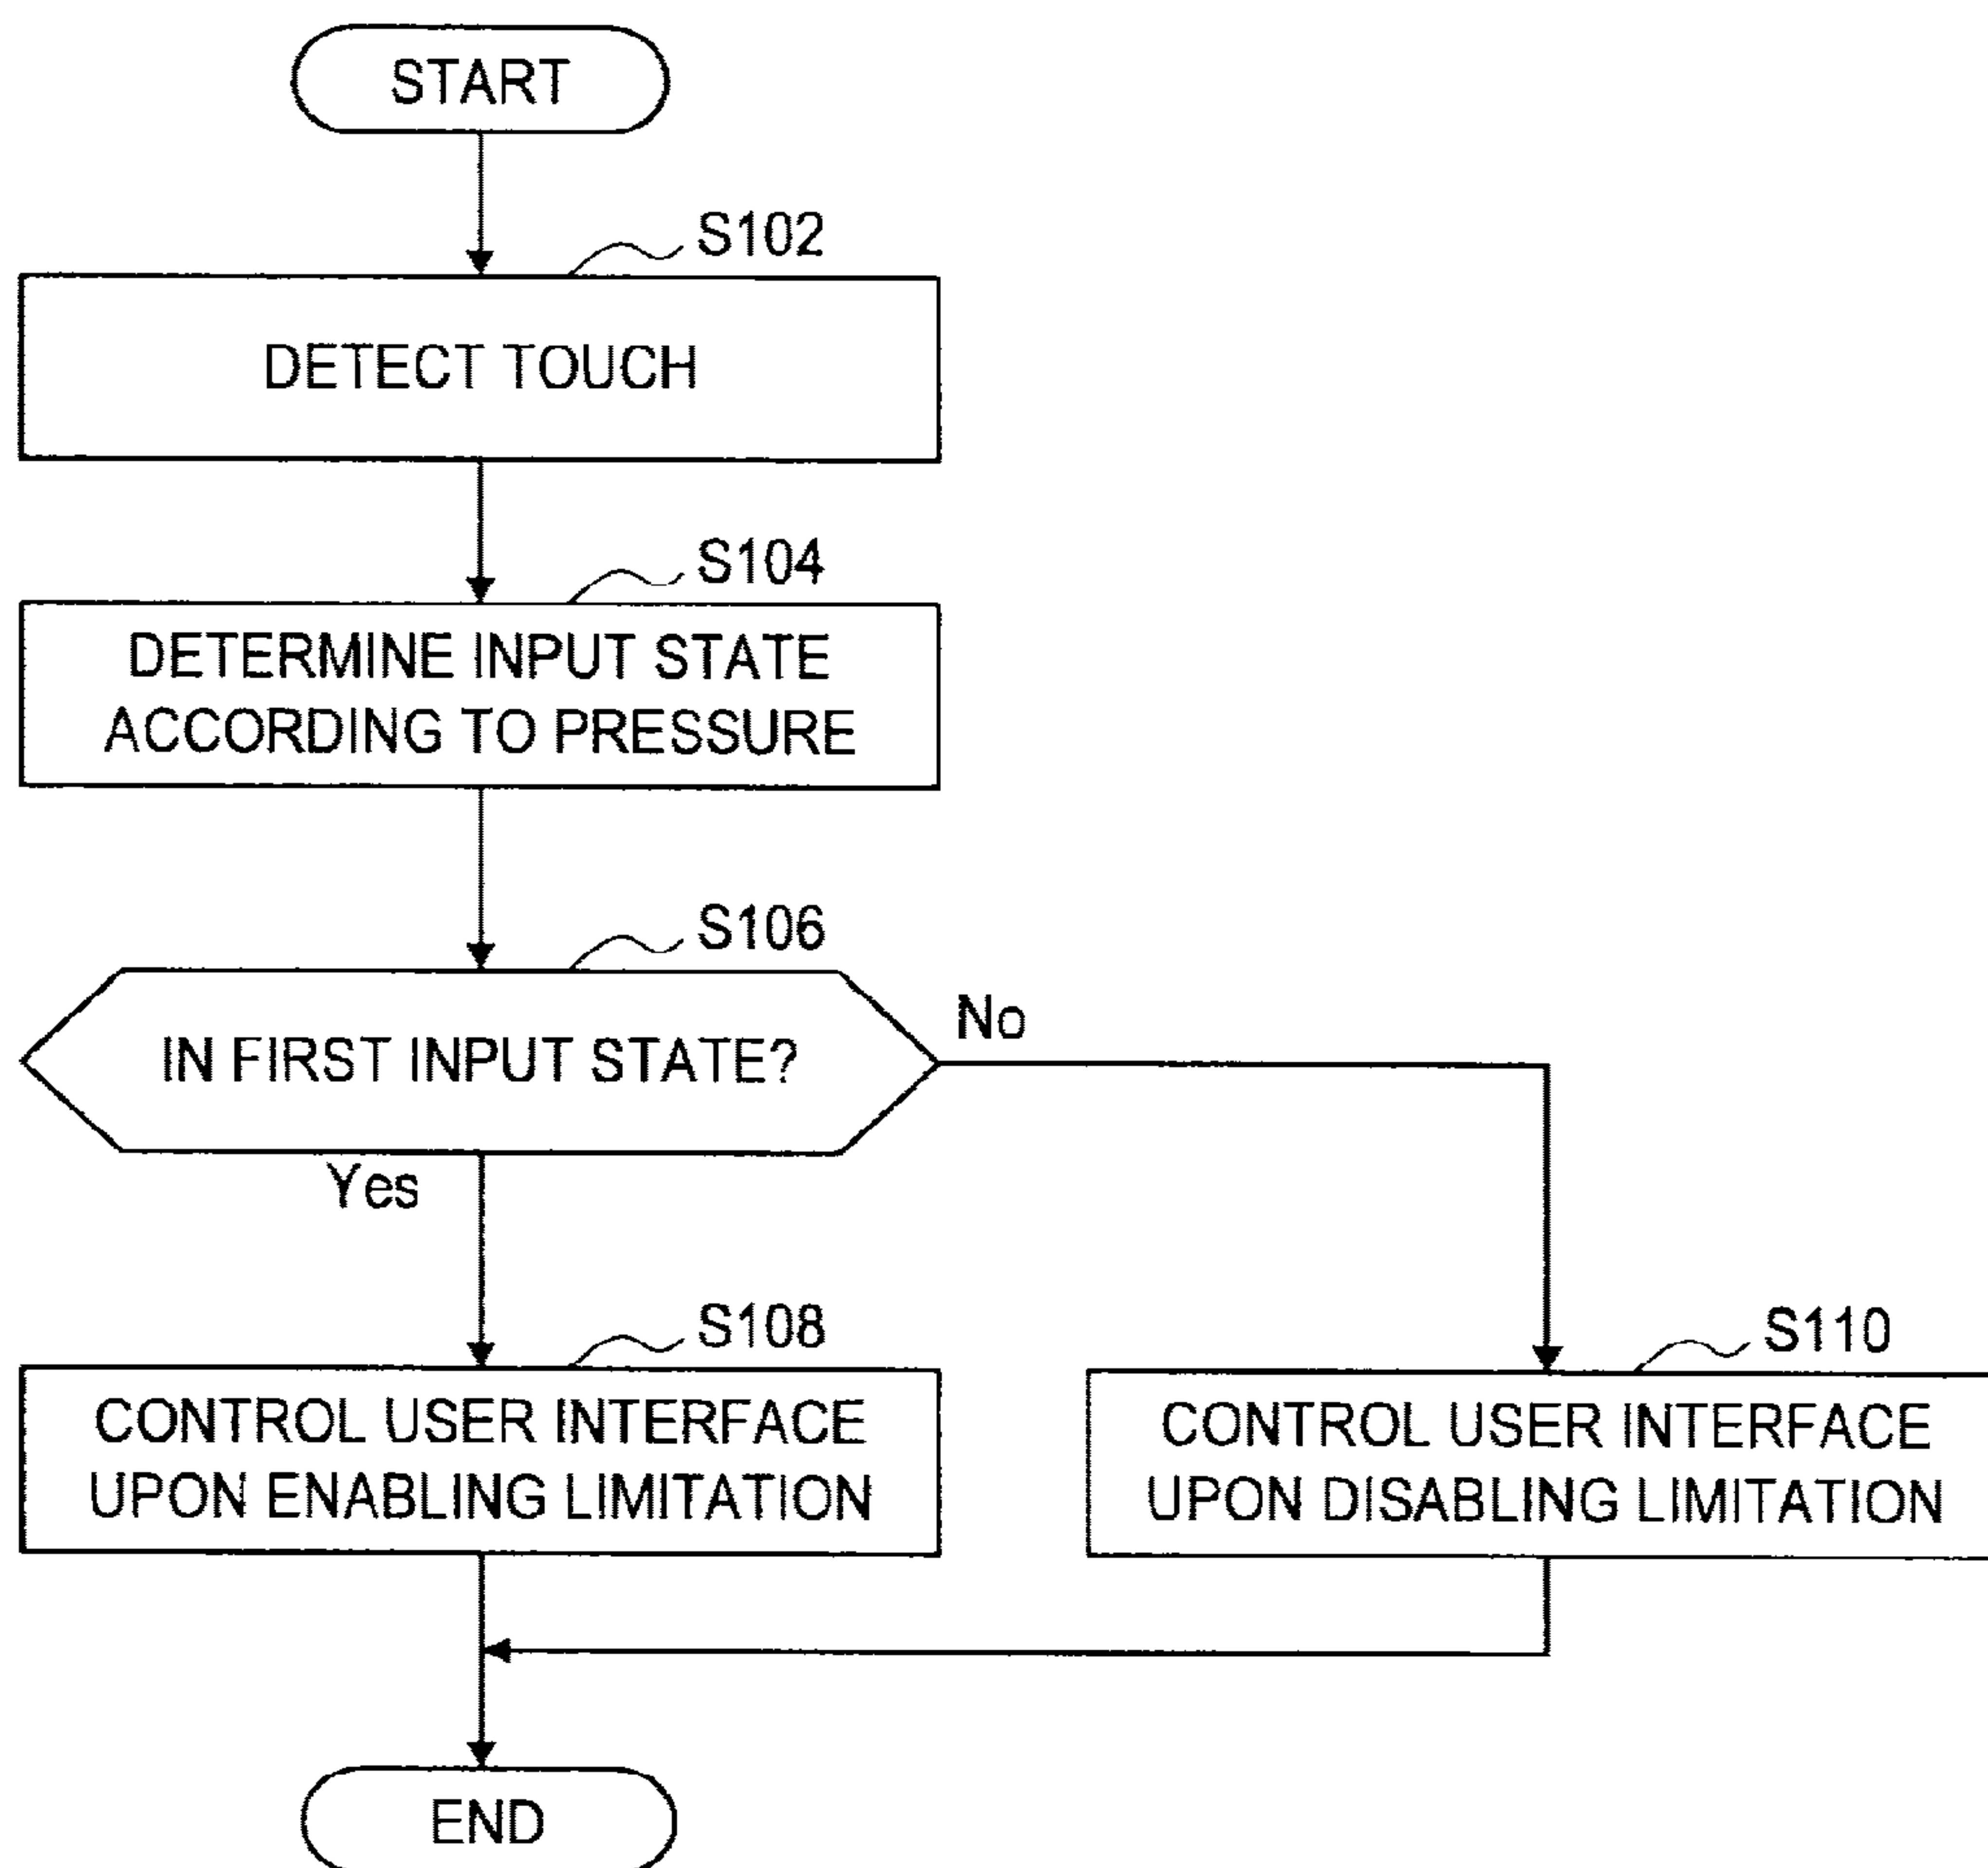 START
S102
DETECT TOUCH
S104
DETERMINE INPUT STATE
ACCORDING TO PRESSURE
S106
IN FIRST INPUT STATE?
No
Yes
S108
CONTROL USER INTERFACE
UPON ENABLING LIMITATION
S110
CONTROL USER INTERFACE
UPON DISABLING LIMITATION
END